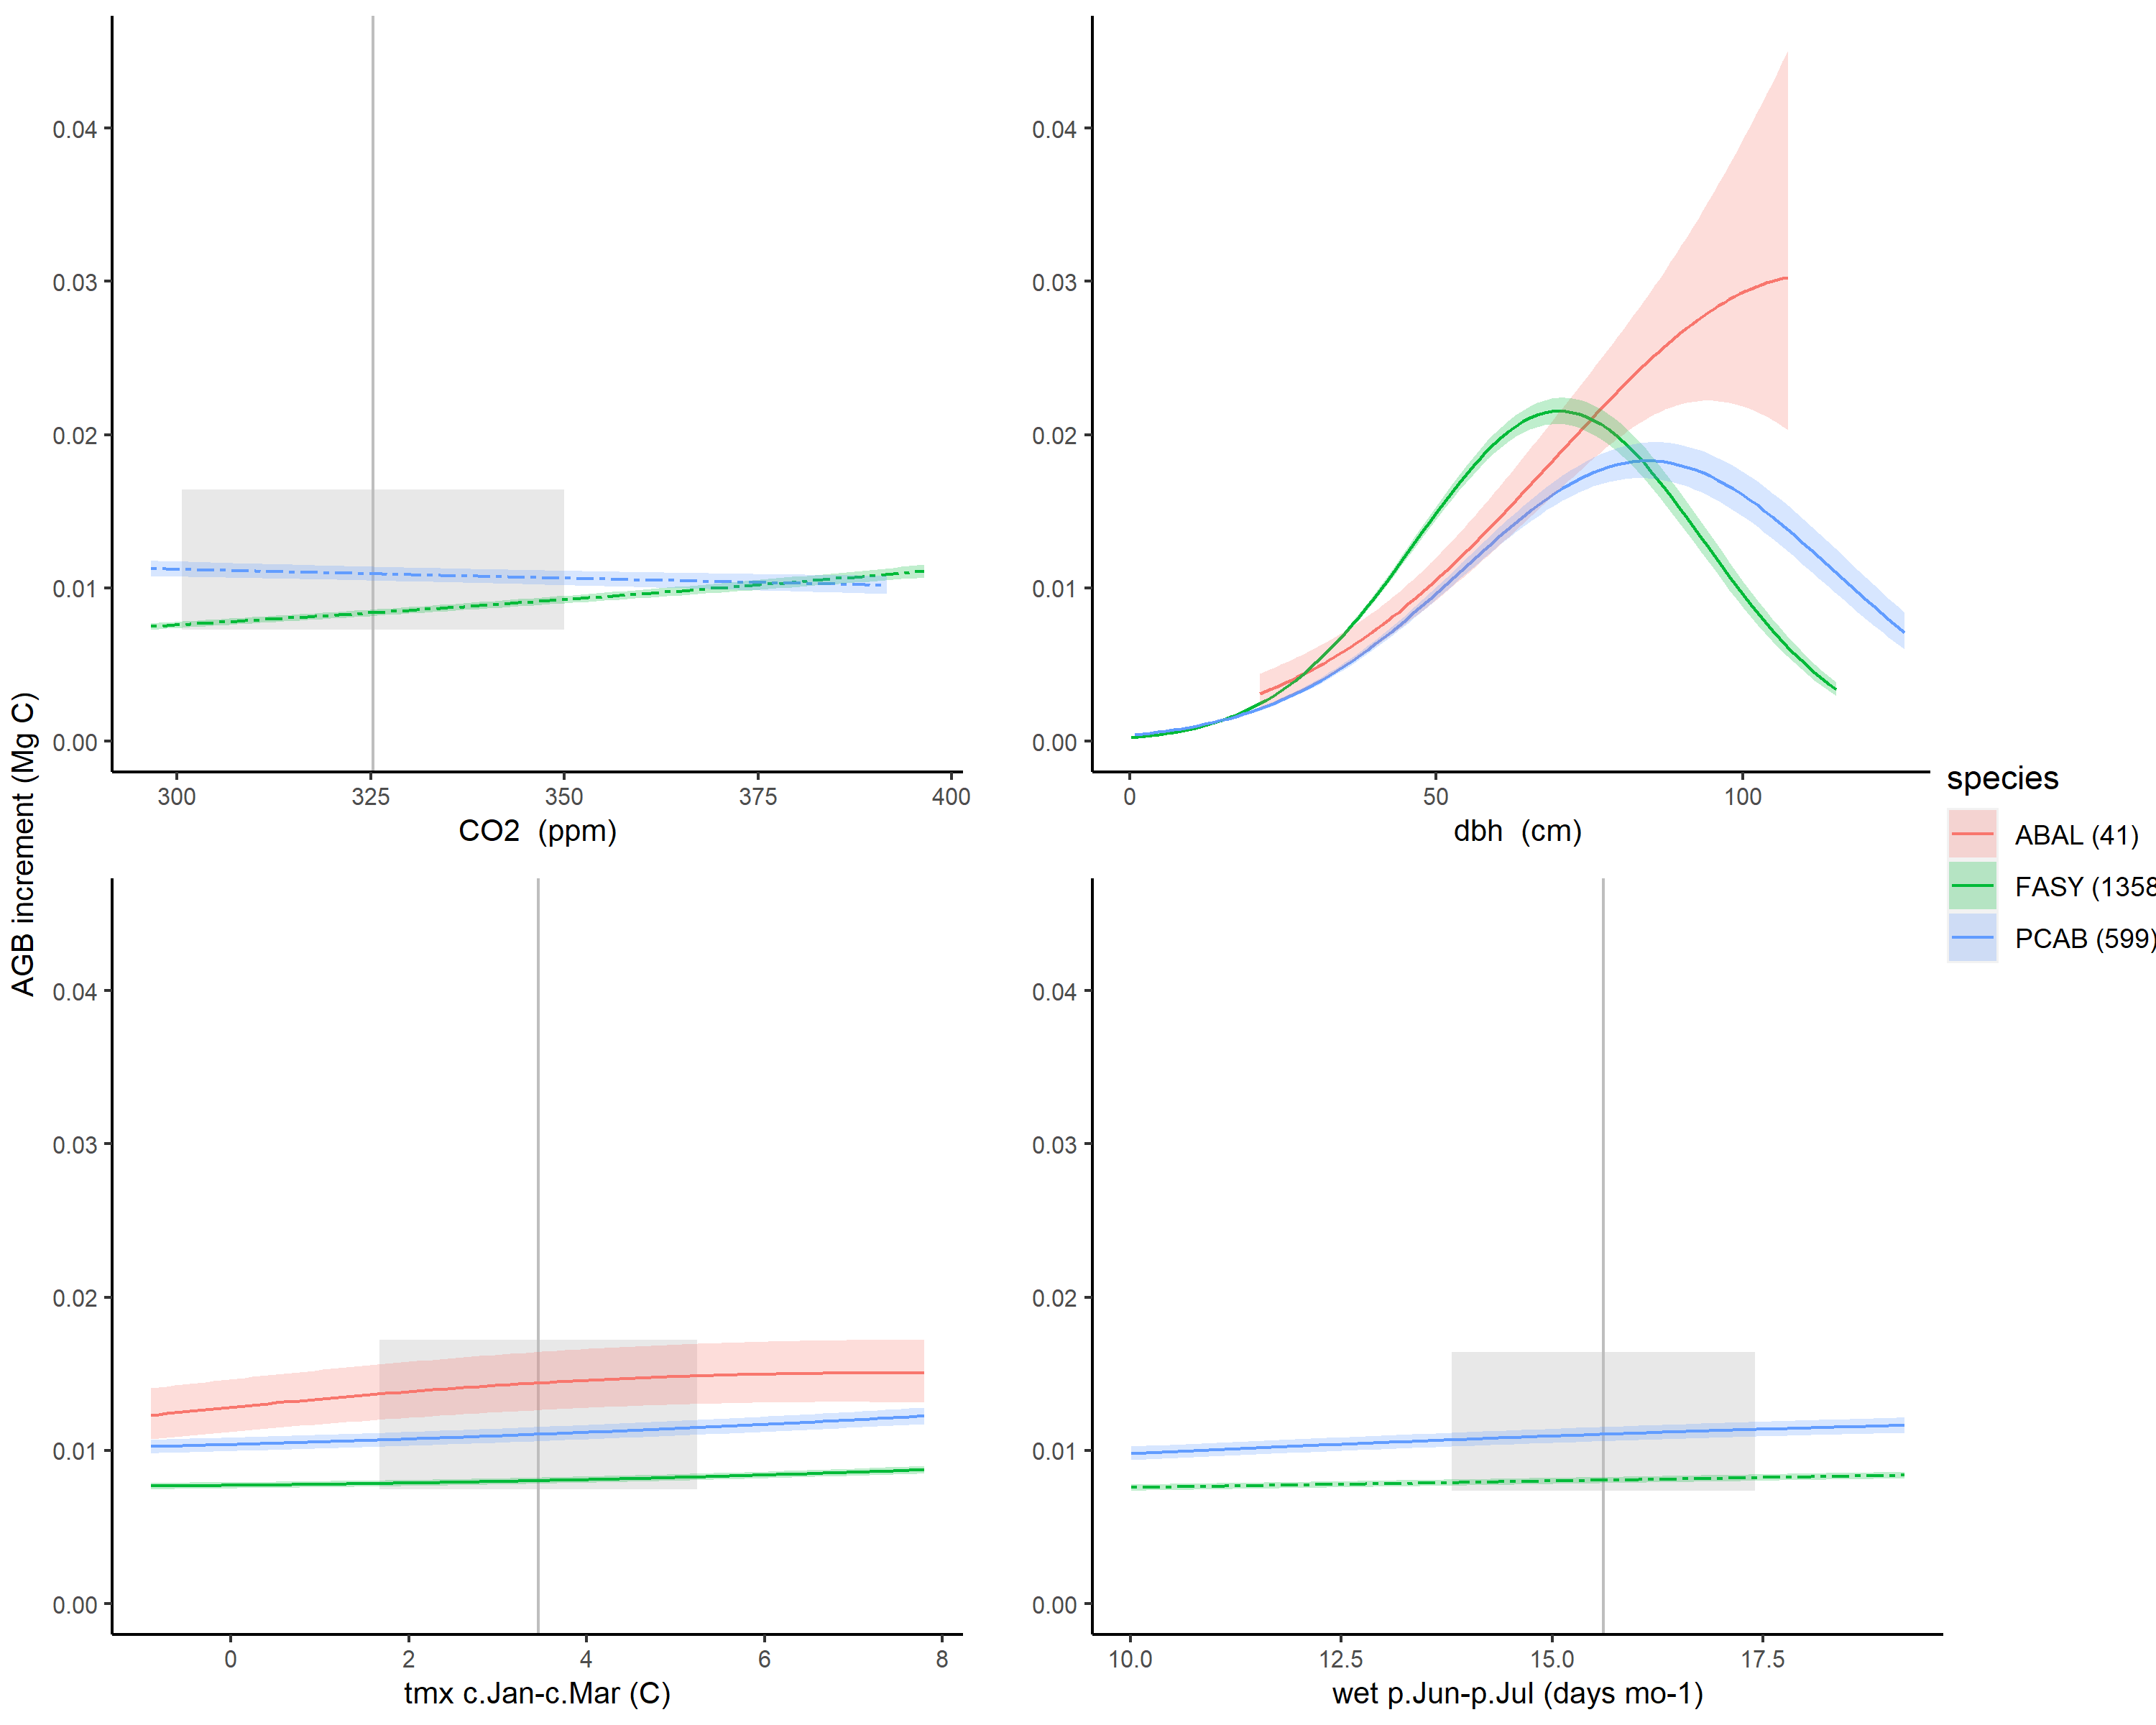 AGB increment (Mg C)
0.04
0.03
0.02
0.01
0.00
300 325 350 375 400
CO2 (ppm)
0.04
0.03
0.02
0.01
0.00
0 50 100
dbh (cm)
0.04
0.03
0.02
0.01
0.00
0 2 4 6 8
tmx c.Jan-c.Mar (C)
0.04
0.03
0.02
0.01
0.00
10.0 12.5 15.0 17.5
wet p.Jun-p.Jul (days mo-1)
species
ABAL (41)
FASY (1358
PCAB (599)